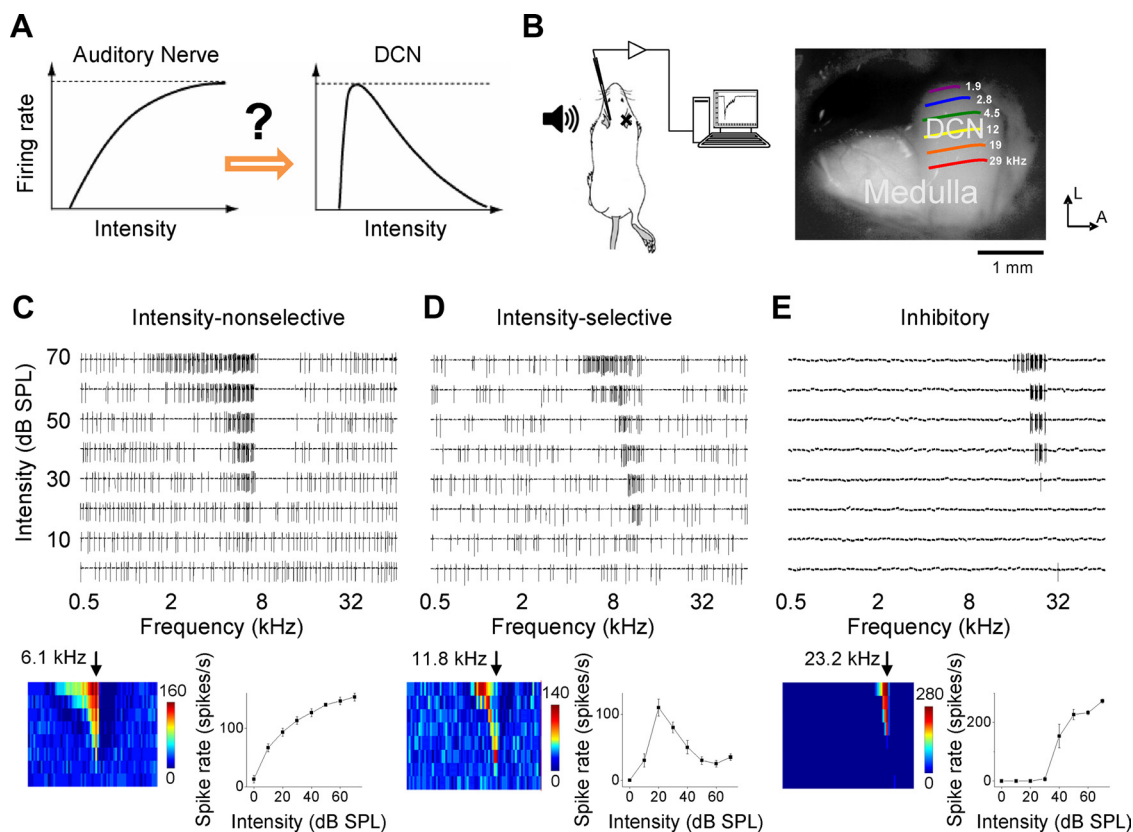 A
Auditory Nerve
DCN
Firing rate
?
Intensity
Intensity
B
1.9
2.8
4.5
12
19
29 kHz
DCN
Medulla
L
A
1 mm
C
Intensity-nonselective
D
Intensity-selective
E
Inhibitory
Intensity (dB SPL)
70
50
30
10
0.5 2 8 32
0.5 2 8 32
0.5 2 8 32
Frequency (kHz)
Frequency (kHz)
Frequency (kHz)
6.1 kHz
160
0
Spike rate (spikes/s)
100
0
0 20 40 60
Intensity (dB SPL)
11.8 kHz
140
0
Spike rate (spikes/s)
100
0
0 20 40 60
Intensity (dB SPL)
23.2 kHz
280
0
Spike rate (spikes/s)
200
0
0 20 40 60
Intensity (dB SPL)